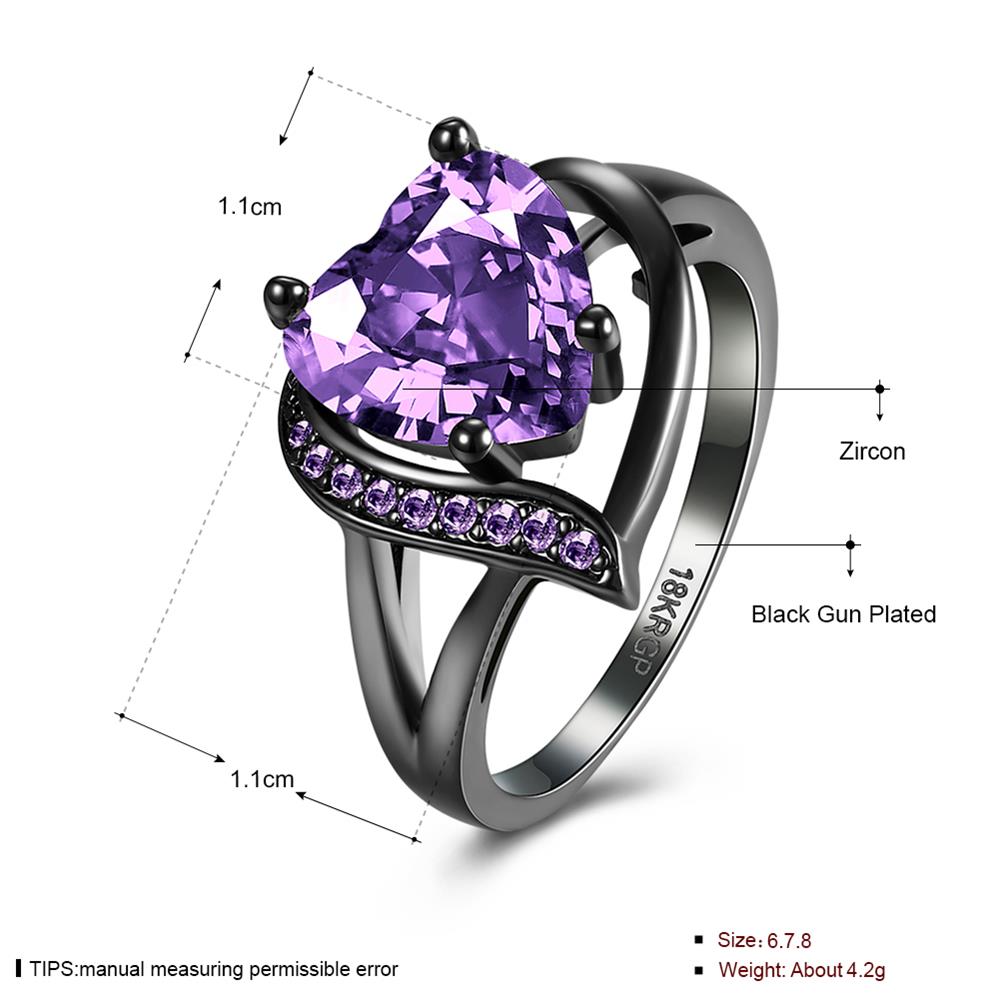 1.1cm
Zircon
Black Gun Plated
18KRGP
1.1cm
Size: 6.7.8
TIPS:manual measuring permissible error
Weight: About 4.2g